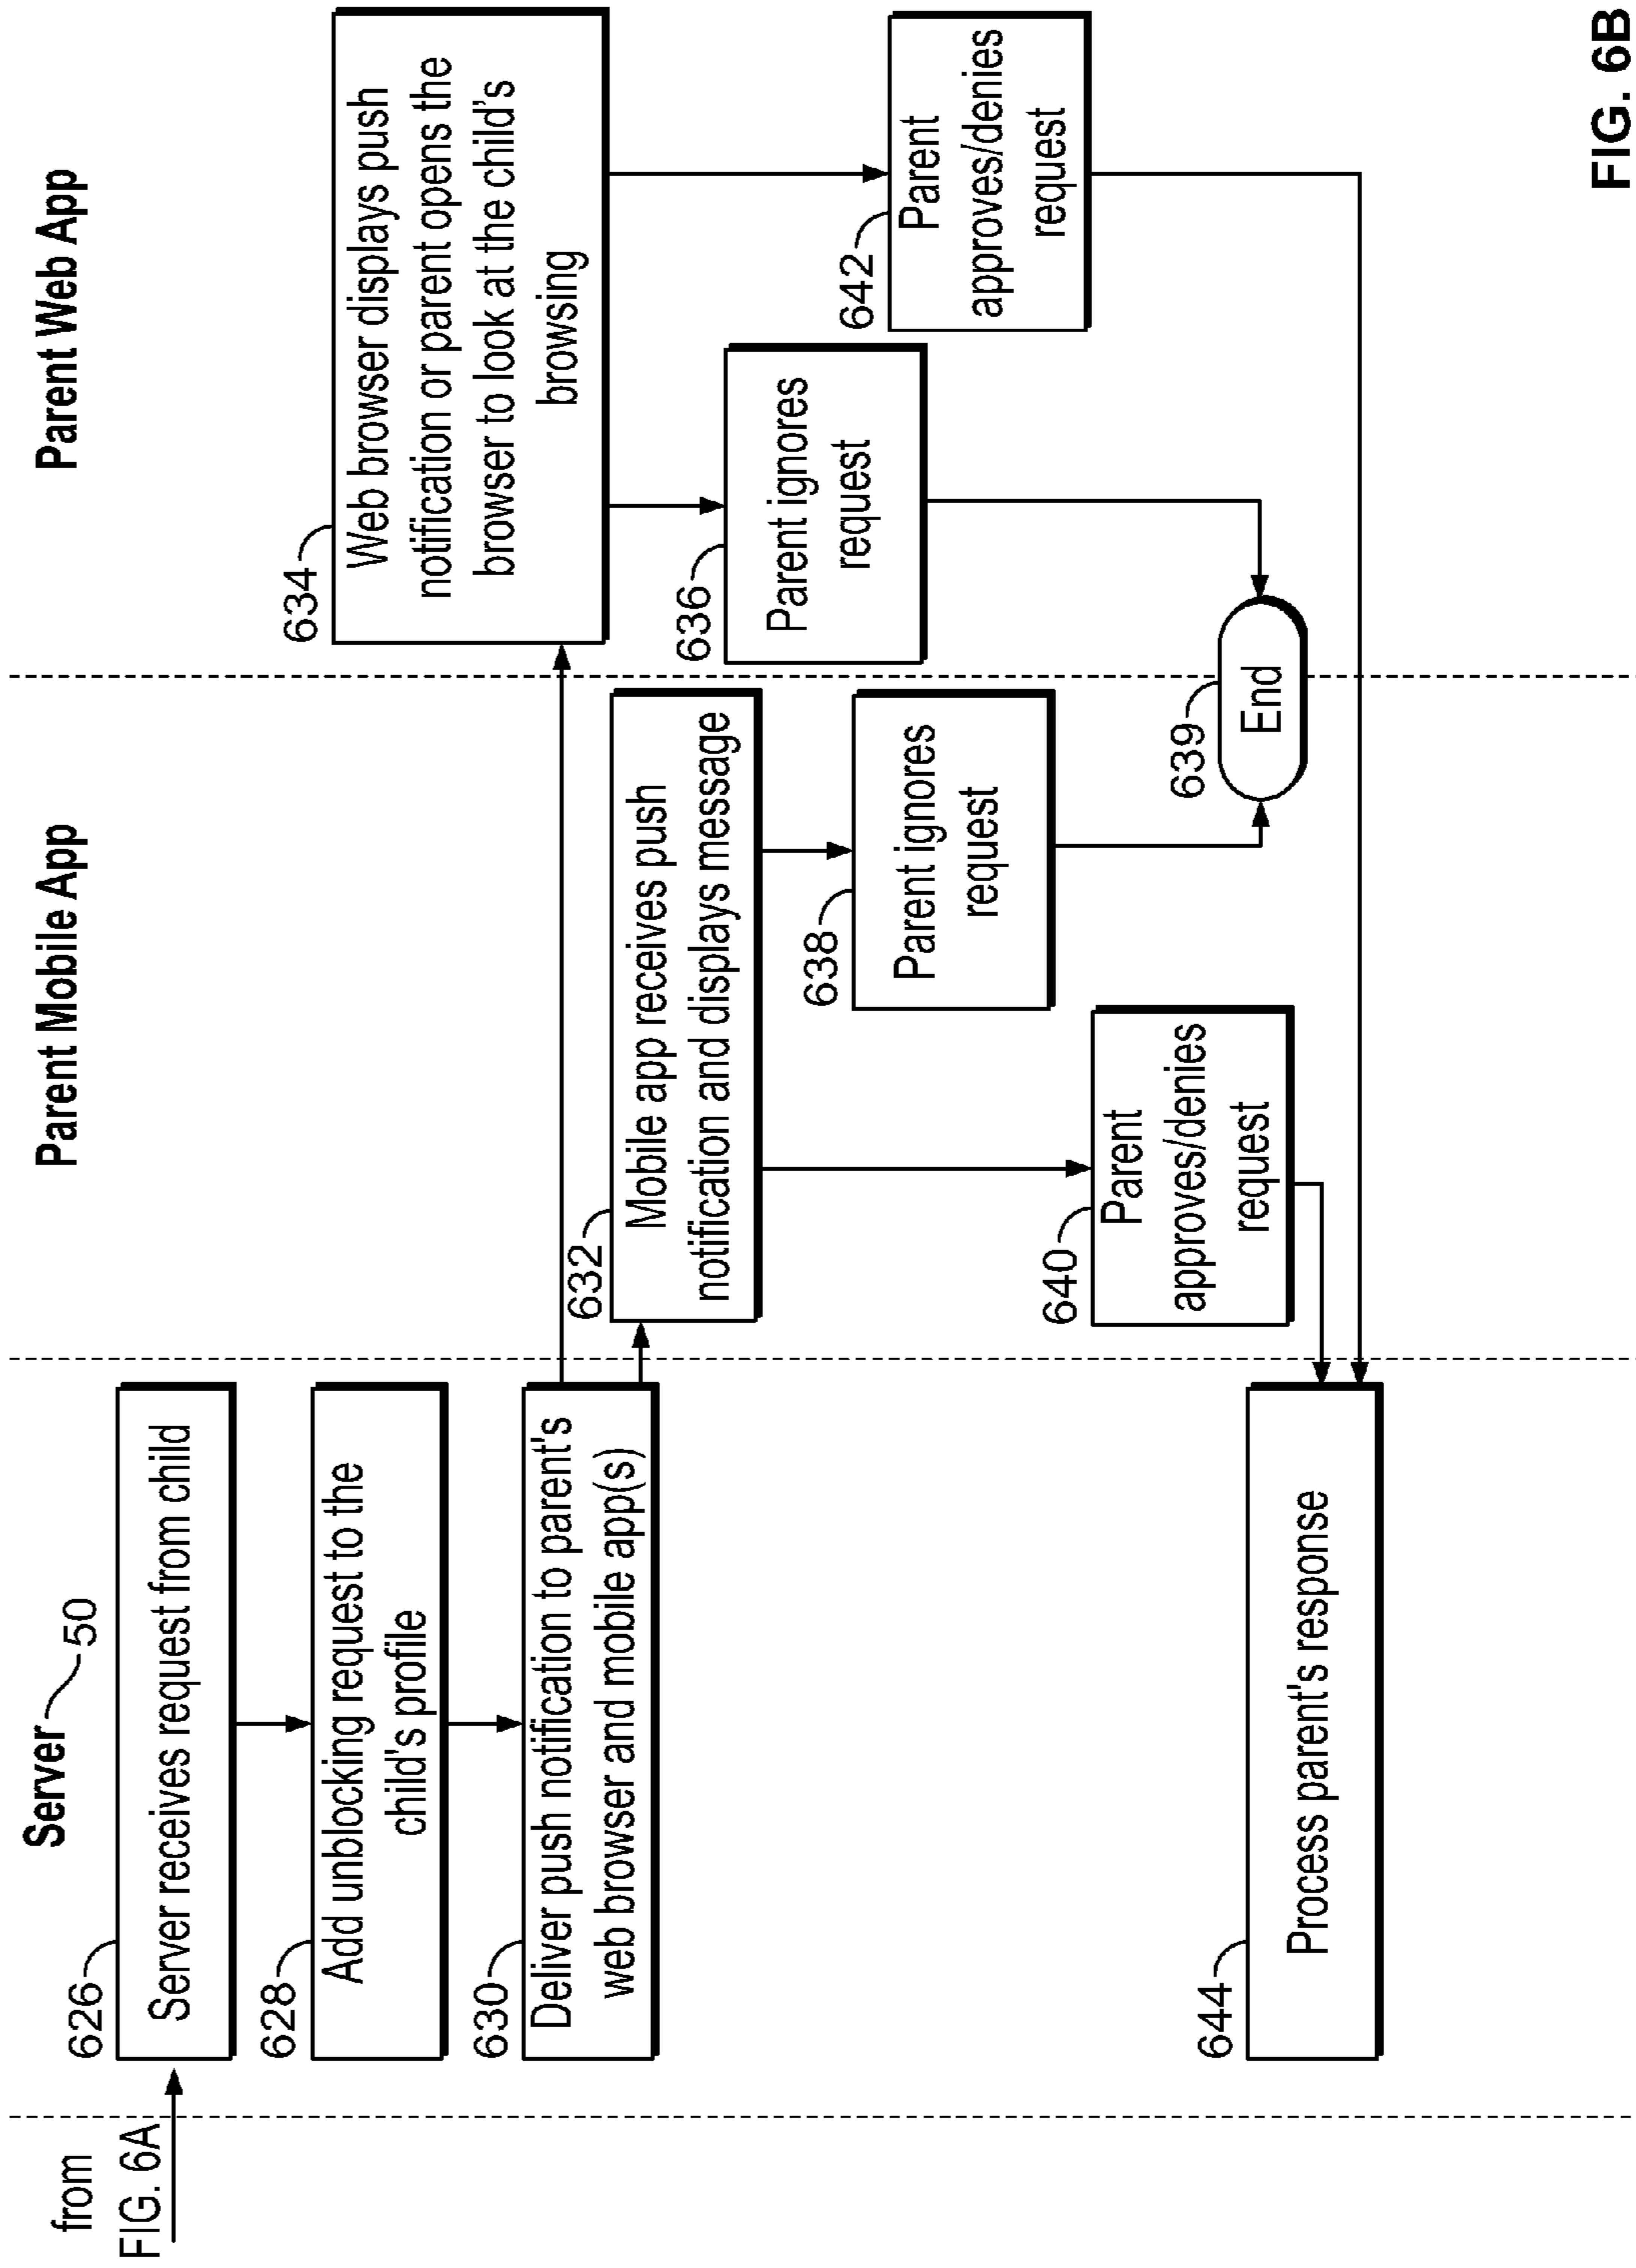 Server
50
Parent Mobile App
Parent Web App
from
FIG. 6A
626
Server receives request from child
628
Add unblocking request to the
child's profile
630
Deliver push notification to parent's
web browser and mobile app(s)
634
Web browser displays push
notification or parent opens the
browser to look at the child's
browsing
632
Mobile app receives push
notification and displays message
636
Parent ignores
request
638
Parent ignores
request
642
Parent
approves/denies
request
640
Parent
approves/denies
request
639
End
644
Process parent's response
FIG. 6B